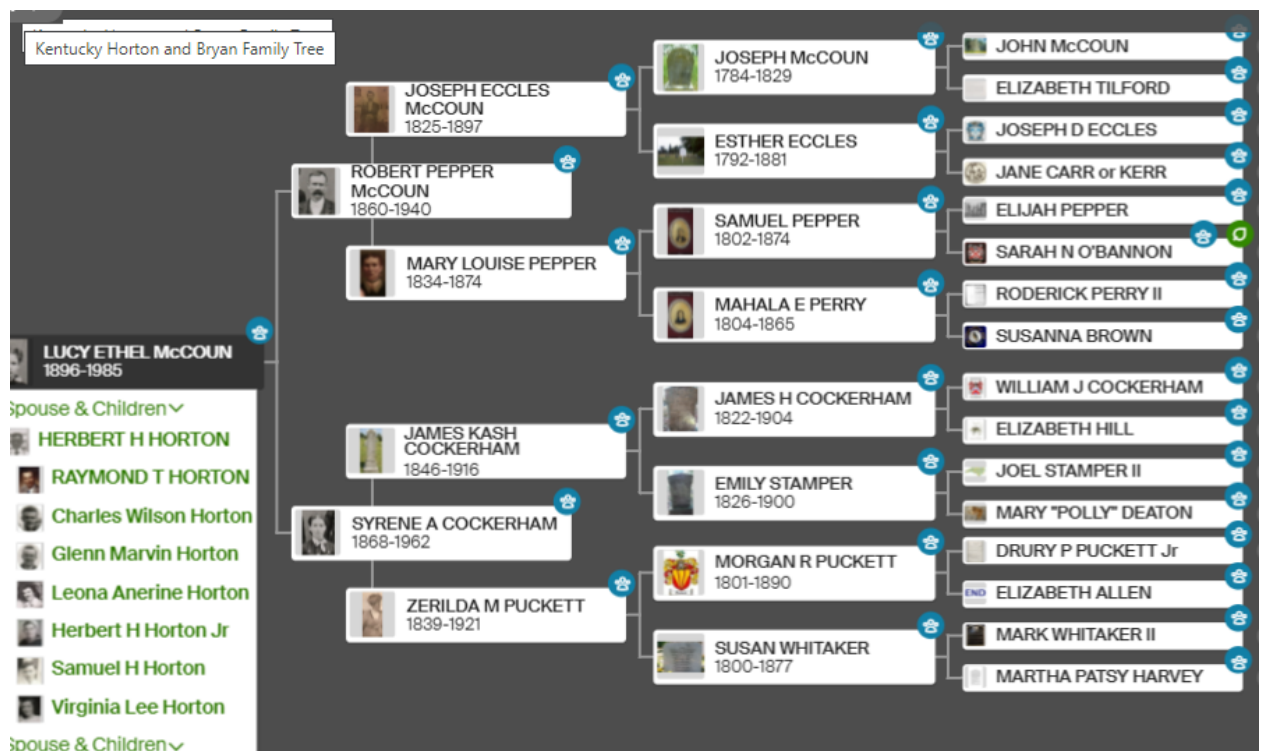 Kentucky Horton and Bryan Family Tree
LUCY ETHEL McCOUN
1896-1985
Spouse & Children
HERBERT H HORTON
RAYMOND T HORTON
Charles Wilson Horton
Glenn Marvin Horton
Leona Anerine Horton
Herbert H Horton Jr
Samuel H Horton
Virginia Lee Horton
Spouse & Children
ROBERT PEPPER
McCOUN
1860-1940
SYRENE A COCKERHAM
1868-1962
JOSEPH ECCLES
McCOUN
1825-1897
MARY LOUISE PEPPER
1834-1874
JAMES KASH
COCKERHAM
1846-1916
ZERILDA M PUCKETT
1839-1921
JOSEPH McCOUN
1784-1829
ESTHER ECCLES
1792-1881
SAMUEL PEPPER
1802-1874
MAHALA E PERRY
1804-1865
JAMES H COCKERHAM
1822-1904
EMILY STAMPER
1826-1900
MORGAN R PUCKETT
1801-1890
SUSAN WHITAKER
1800-1877
JOHN McCOUN
ELIZABETH TILFORD
JOSEPH D ECCLES
JANE CARR or KERR
ELIJAH PEPPER
SARAH N O'BANNON
RODERICK PERRY II
SUSANNA BROWN
WILLIAM J COCKERHAM
ELIZABETH HILL
JOEL STAMPER II
MARY "POLLY" DEATON
DRURY P PUCKETT Jr
END ELIZABETH ALLEN
MARK WHITAKER II
MARTHA PATSY HARVEY